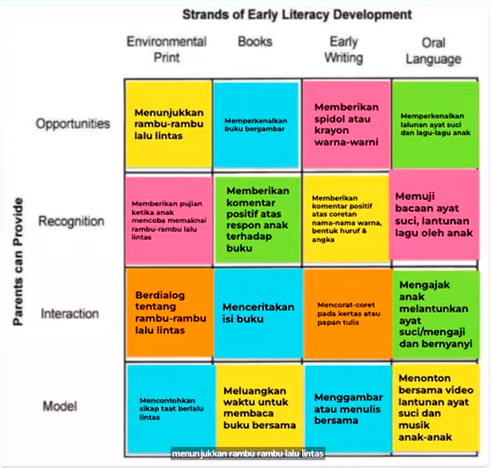 Strands of Early Literacy Development
Environmental
Print
Books
Early
Writing
Oral
Language
Parents can Provide
Opportunities
Menunjukkan
rambu-rambu
lalu lintas
Memperkenalkan
buku bergambar
Memberikan
spidol atau
krayon
warna-warni
Memperkenalkan
lalunan ayat suci
dan lagu-lagu anak
Recognition
Memberikan pujian
ketika anak
mencoba memaknai
rambu-rambu lalu
lintas
Memberikan
komentar
positif atas
respon anak
terhadap
buku
Memberikan
komentar positif
atas coretan
nama-nama warna,
bentuk huruf &
angka
Memuji
bacaan ayat
suci, lantunan
lagu oleh anak
Interaction
Berdialog
tentang
rambu-rambu
lalu lintas
Menceritakan
isi buku
Mencorat-coret
pada kertas atau
papan tulis
Mengajak
anak
melantunkan
ayat
suci/mengaji
dan bernyanyi
Model
Mencontohkan
sikap taat berlalu
lintas
Meluangkan
waktu untuk
membaca
buku bersama
Menggambar
atau menulis
bersama
Menonton
bersama video
lantunan ayat
suci dan
musik
anak-anak
menunjukkan rambu-rambu lalu lintas